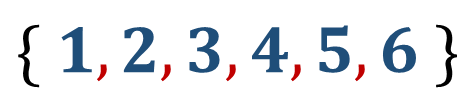 { 1, 2, 3, 4, 5, 6 }